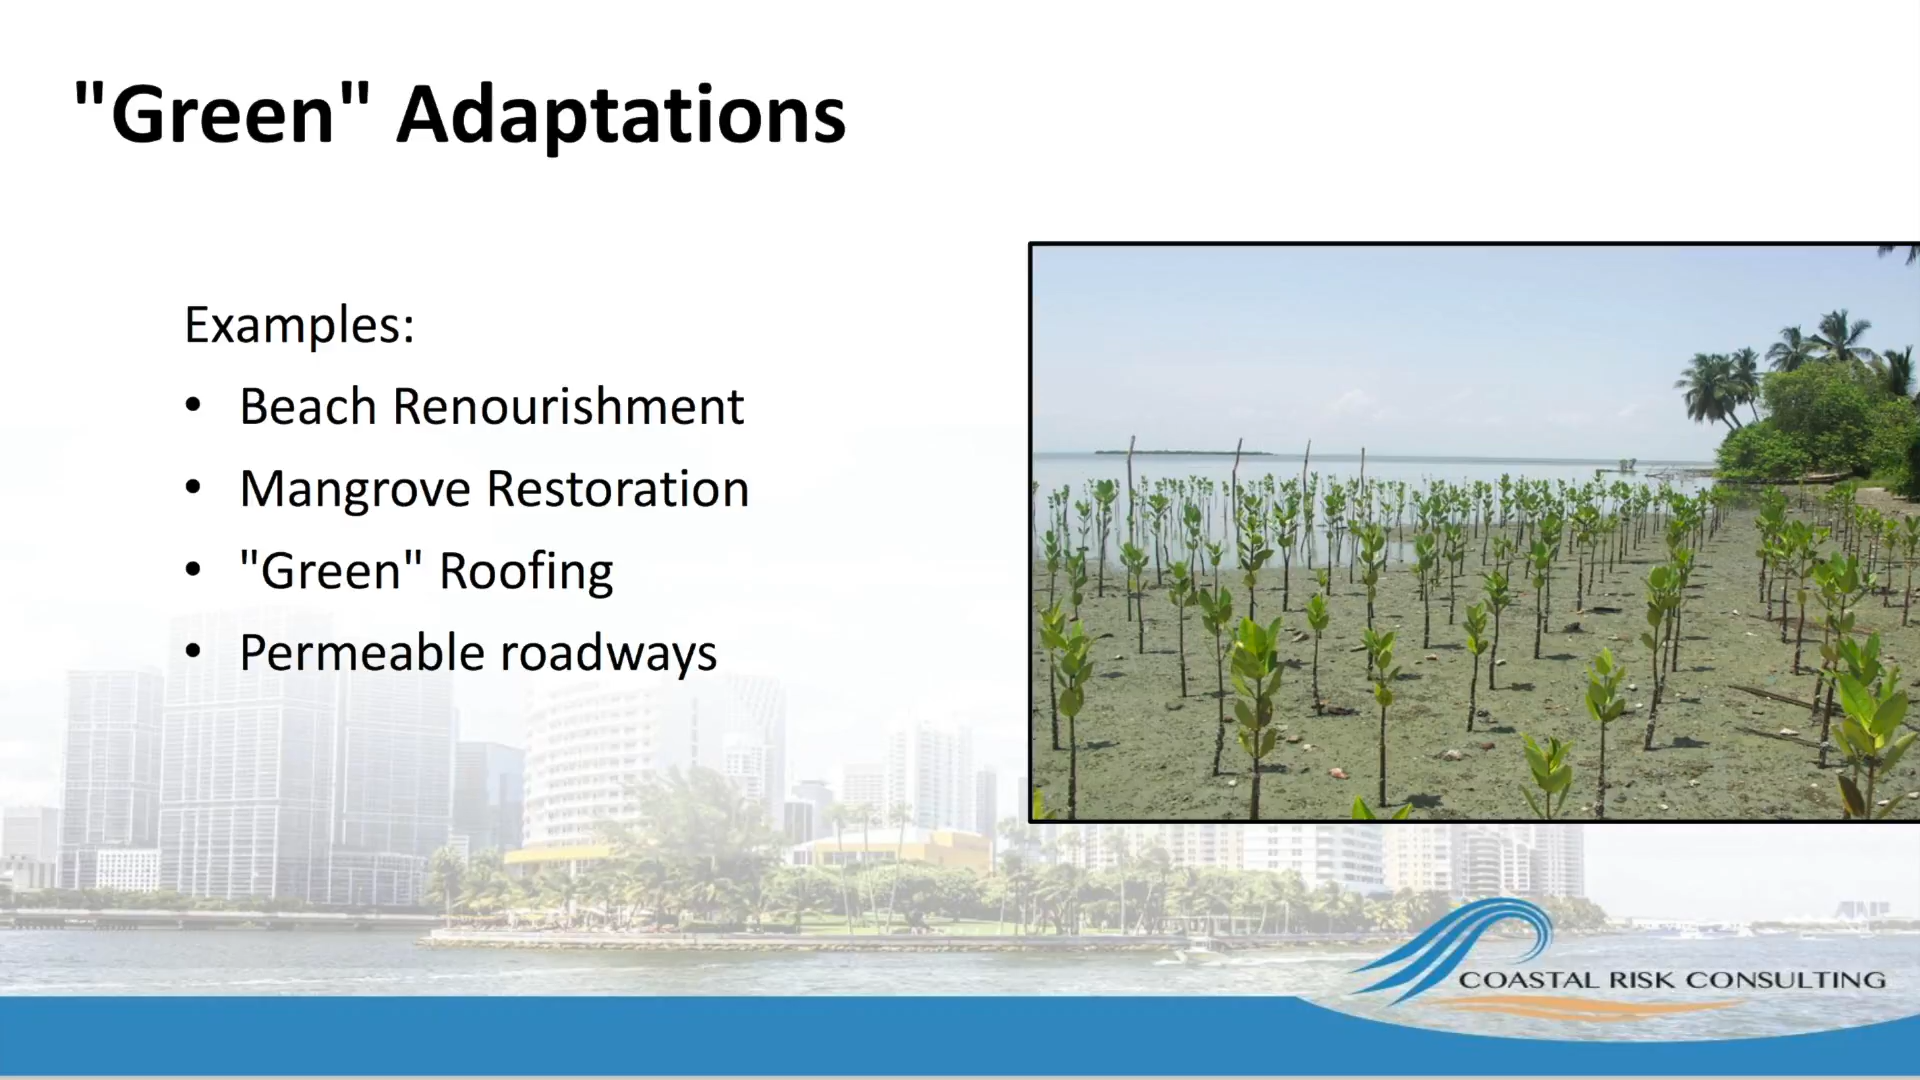 "Green" Adaptations
Examples:
• Beach Renourishment
• Mangrove Restoration
• "Green" Roofing
• Permeable roadways
COASTAL RISK CONSULTING